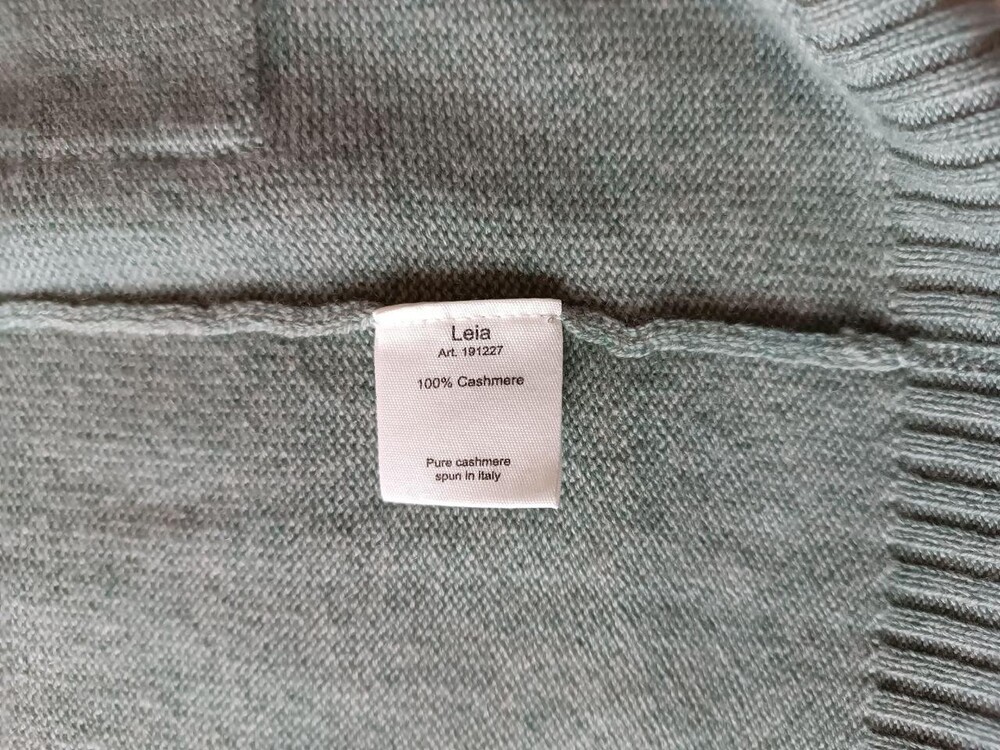 Leia
Art. 191227
100% Cashmere
Pure cashmere
spun in italy